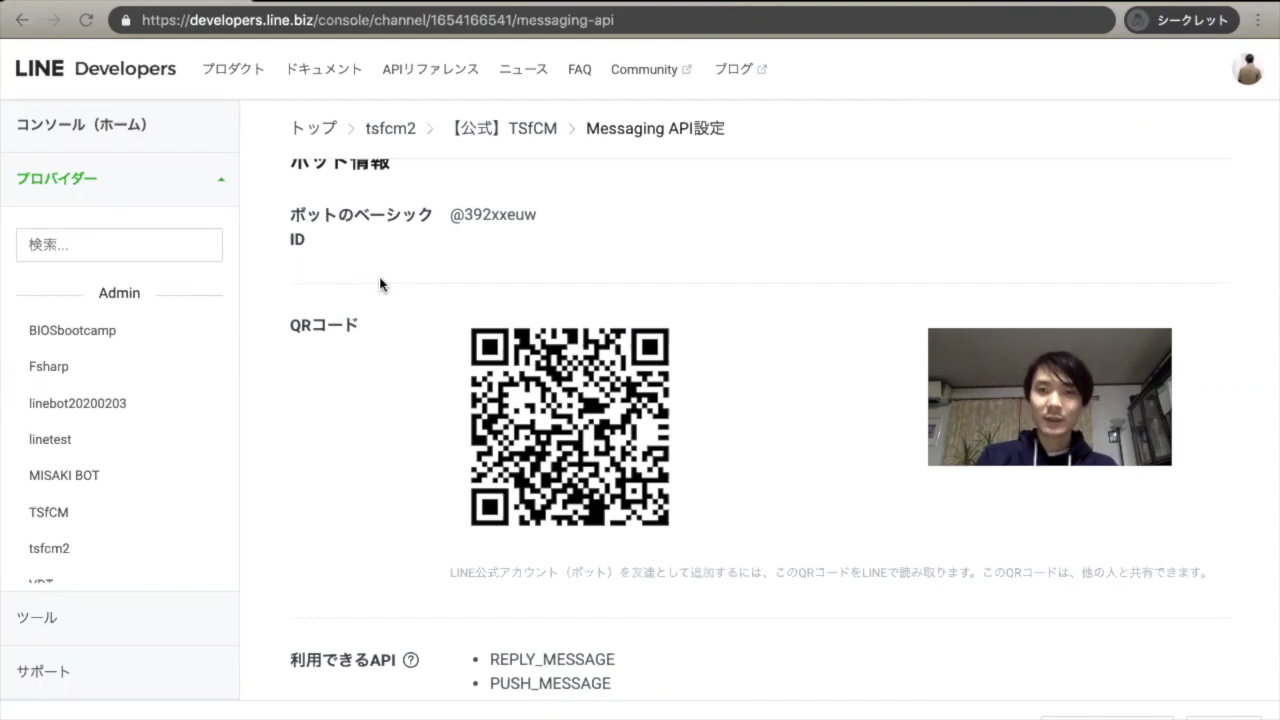 https://developers.line.biz/console/channel/1654166541/messaging-api
シークレット
LINE Developers
プロダクト
ドキュメント
APIリファレンス
ニュース
FAQ
Community
ブログ
コンソール（ホーム）
トップ
tsfcm2
【公式】TSfCM
Messaging API設定
プロバイダー
検索...
Admin
BIOSbootcamp
Fsharp
linebot20200203
linetest
MISAKI BOT
TSfCM
tsfcm2
ツール
サポート
ボット情報
ボットのベーシック
ID
@392xxeuw
QRコード
LINE公式アカウント（ボット）を友達として追加するには、このQRコードをLINEで読み取ります。このQRコードは、他の人と共有できます。
利用できるAPI
• REPLY_MESSAGE
• PUSH_MESSAGE